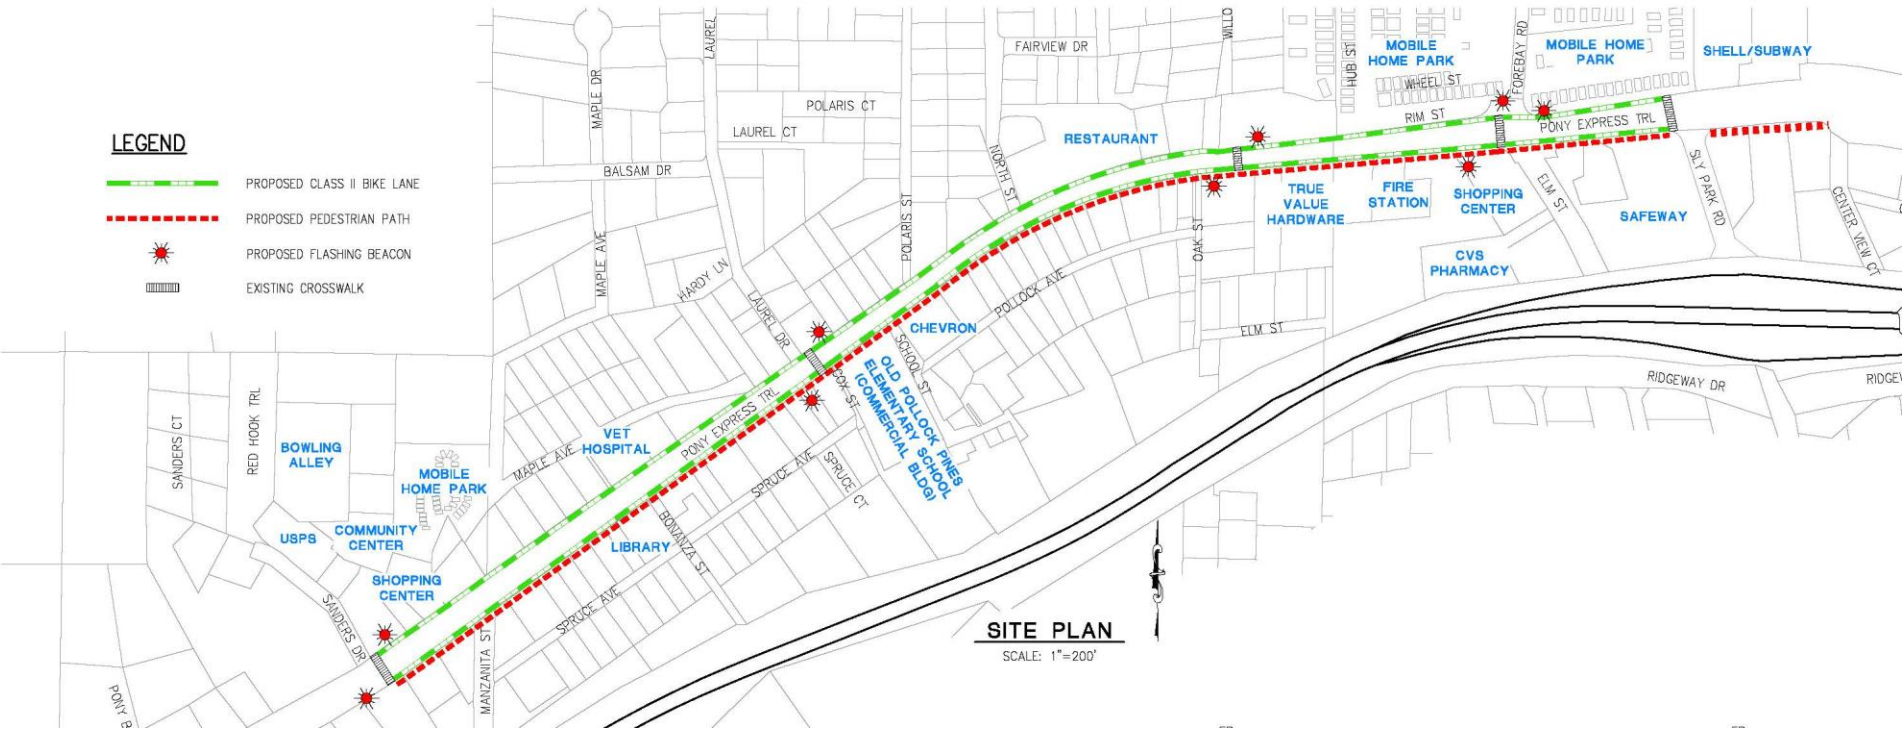 LEGEND
PROPOSED CLASS II BIKE LANE
PROPOSED PEDESTRIAN PATH
PROPOSED FLASHING BEACON
EXISTING CROSSWALK
MAPLE DR
LAUREL
FAIRVIEW DR
POLARIS CT
LAUREL CT
BALSAM DR
MAPLE AVE
HARDY LN
LAUREL DR
POLARIS ST
NORTH ST
RESTAURANT
HUB ST
MOBILE
HOME PARK
WHEEL ST
FOREBAY RD
MOBILE HOME
PARK
SHELL/SUBWAY
RIM ST
PONY EXPRESS TRL
TRUE
VALUE
HARDWARE
FIRE
STATION
SHOPPING
CENTER
ELM ST
SAFEWAY
SLY PARK RD
CENTER VIEW CT
OAK ST
CVS
PHARMACY
POLLOCK AVE
ELM ST
CHEVRON
SCHOOL ST
OLD POLLOCK PINES
ELEMENTARY SCHOOL
(COMMERCIAL BLDG)
COX ST
RIDGEWAY DR
PONY EXPRESS TRL
VET
HOSPITAL
MAPLE AVE
SPRUCE AVE
SPRUCE CT
SANDERS CT
RED HOOK TRL
BOWLING
ALLEY
MOBILE
HOME PARK
USPS
COMMUNITY
CENTER
SHOPPING
CENTER
LIBRARY
BONANZA ST
SPRUCE AVE
SANDERS DR
MANZANITA ST
PONY
SITE PLAN
SCALE: 1"=200'